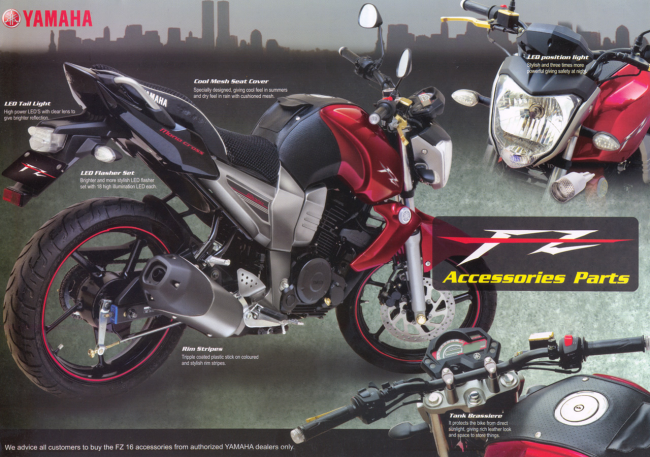 YAMAHA
LED position light
Stylish and three times more
powerful giving safety at night.
Cool Mesh Seat Cover
Specially designed, giving cool feel in summers
and dry feel in rain with cushioned mesh.
YAMAHA
LED Tail Light
High power LED'S with clear lens to
give brighter reflection.
FZ
LED Flasher Set
Brighter and more stylish LED flasher
set with 18 high illumination LED each.
FZ
FZ
Accessories Parts
Rim Stripes
Tripple coated plastic stick on coloured
and stylish rim stripes.
Tank Brassiere
It protects the bike from direct
sunlight, giving rich leather look
and space to store things.
We advice all customers to buy the FZ 16 accessories from authorized YAMAHA dealers only.